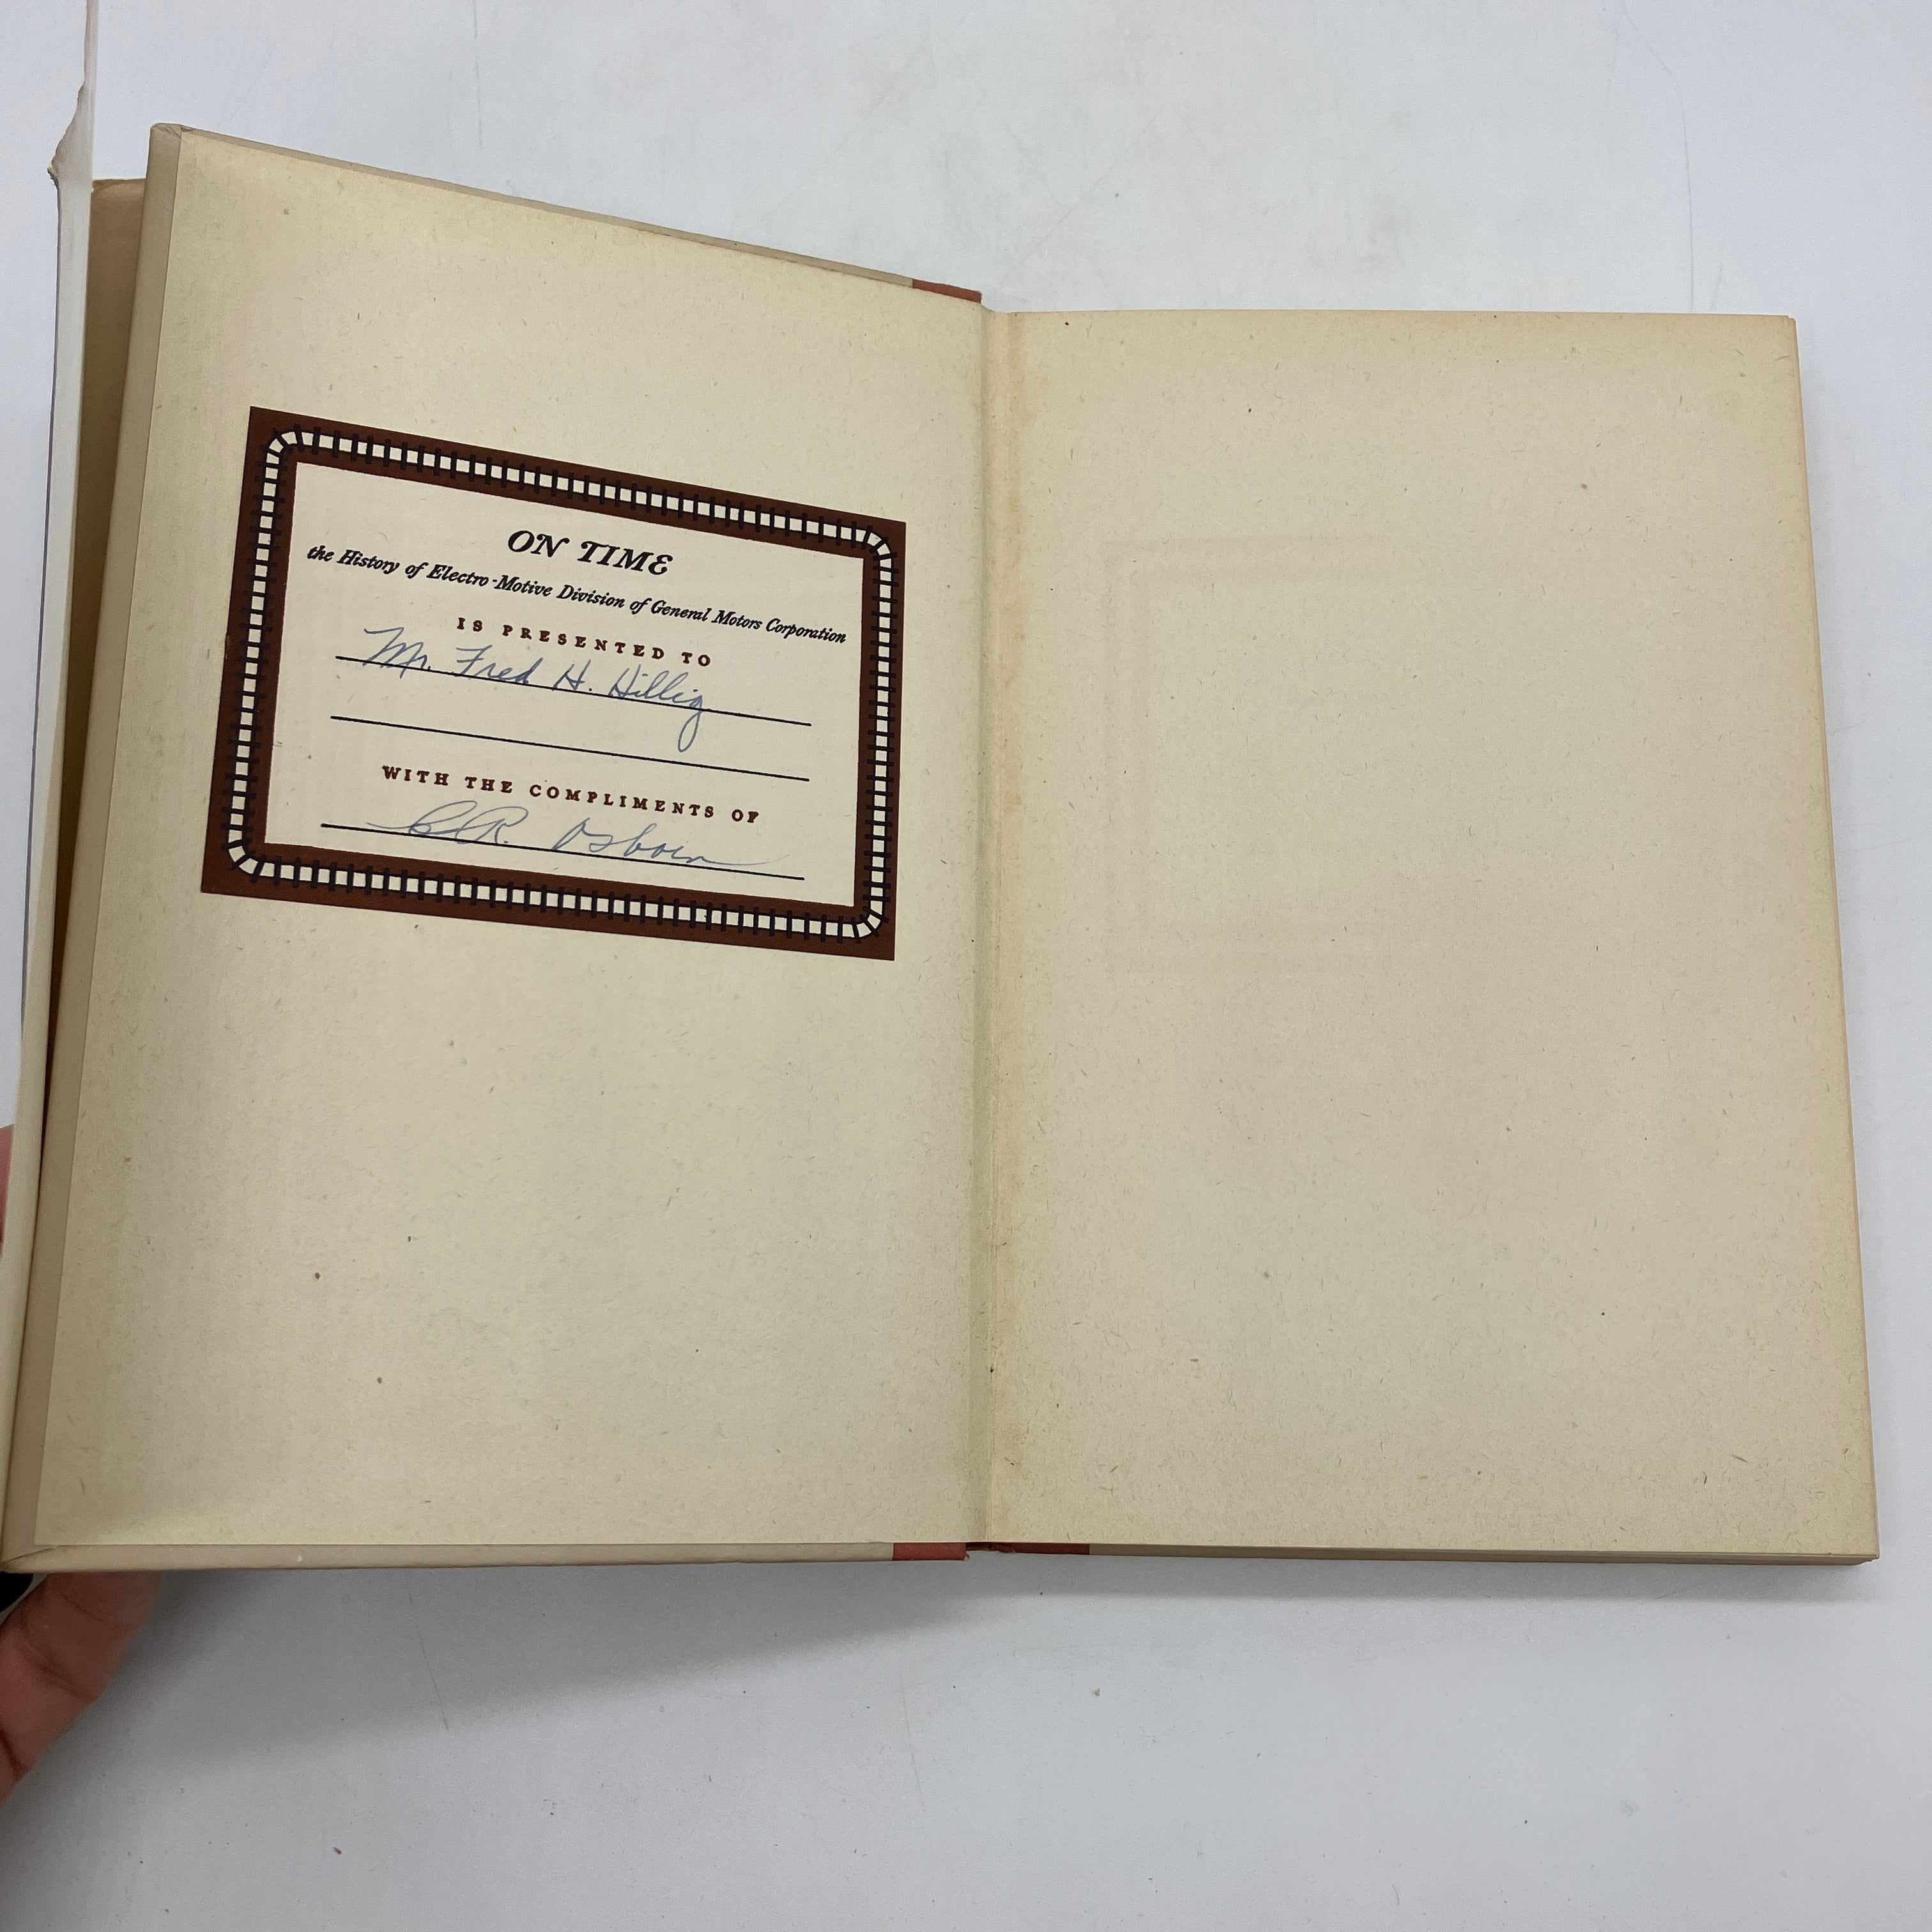 ON TIME
the History of Electro-Motive Division of General Motors Corporation
IS PRESENTED TO
Mr. Fred H. Hillig
WITH THE COMPLIMENTS OF
C R. Osborn